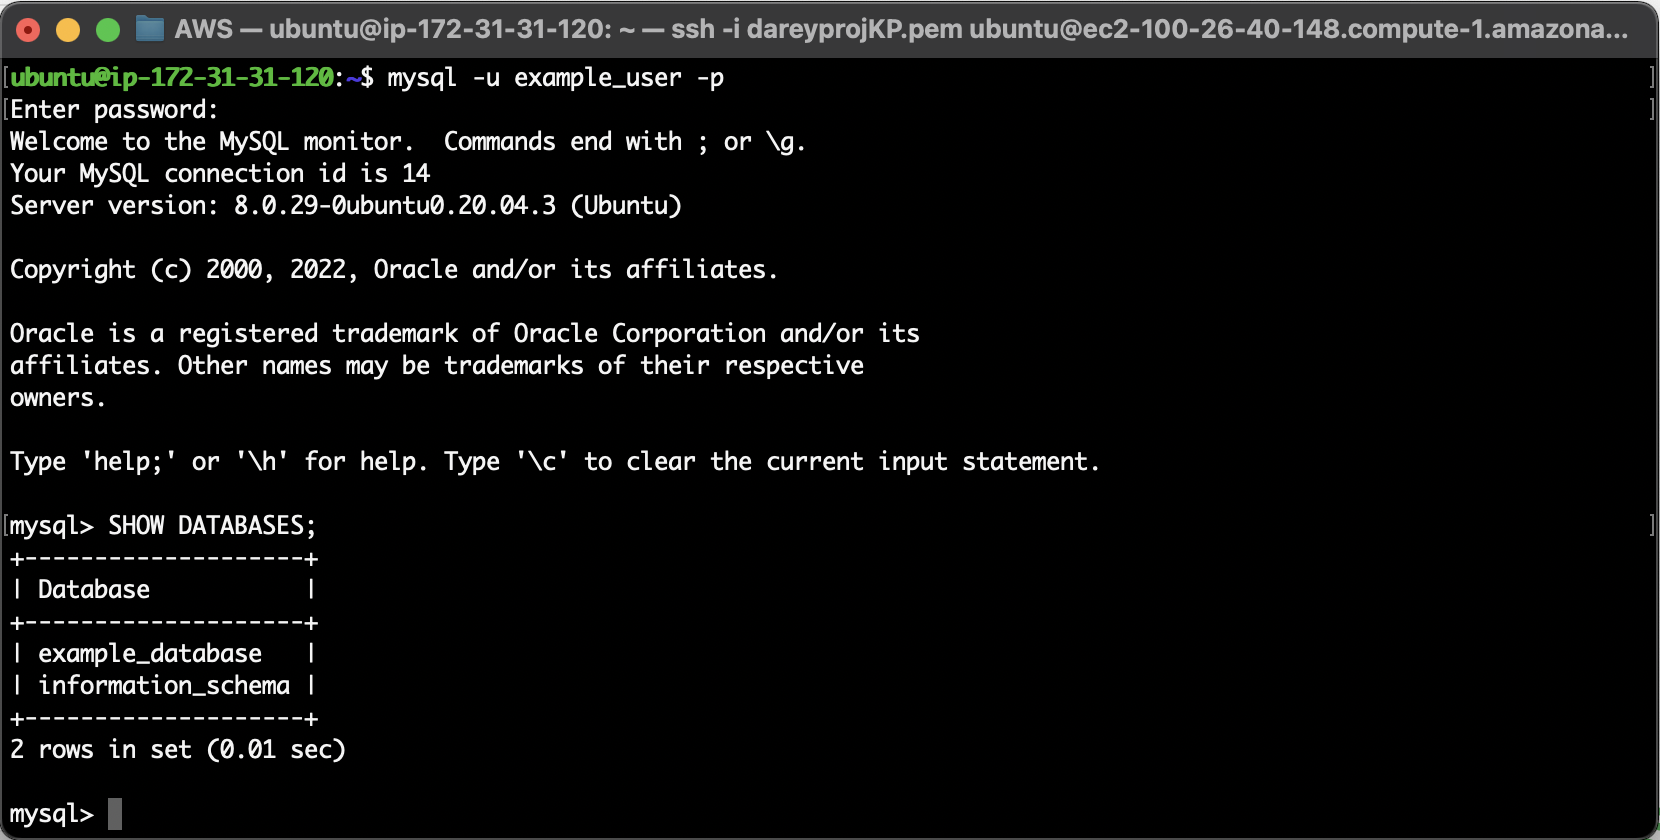 AWS — ubuntu@ip-172-31-31-120: ~ — ssh -i dareyprojKP.pem ubuntu@ec2-100-26-40-148.compute-1.amazona...
[ubuntu@ip-172-31-31-120:~$ mysql -u example_user -p ]
[Enter password: ]
Welcome to the MySQL monitor.  Commands end with ; or \g.
Your MySQL connection id is 14
Server version: 8.0.29-0ubuntu0.20.04.3 (Ubuntu)

Copyright (c) 2000, 2022, Oracle and/or its affiliates.

Oracle is a registered trademark of Oracle Corporation and/or its
affiliates. Other names may be trademarks of their respective
owners.

Type 'help;' or '\h' for help. Type '\c' to clear the current input statement.

[mysql> SHOW DATABASES; ]
+--------------------+
| Database           |
+--------------------+
| example_database   |
| information_schema |
+--------------------+
2 rows in set (0.01 sec)

mysql>